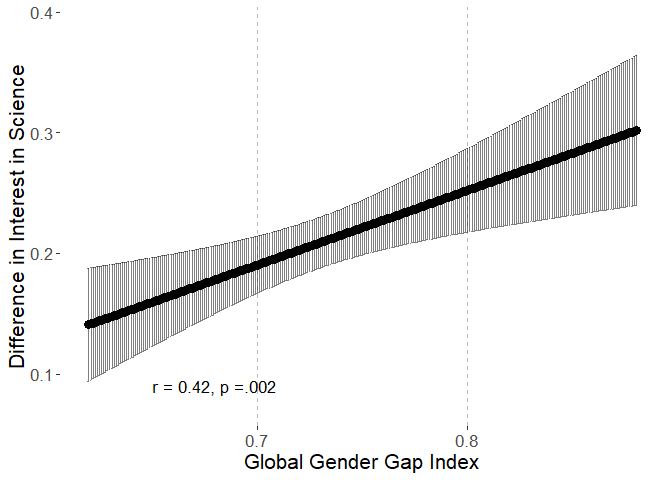 0.4
0.3
0.2
0.1
Difference in Interest in Science
r = 0.42, p =.002
0.7
0.8
Global Gender Gap Index